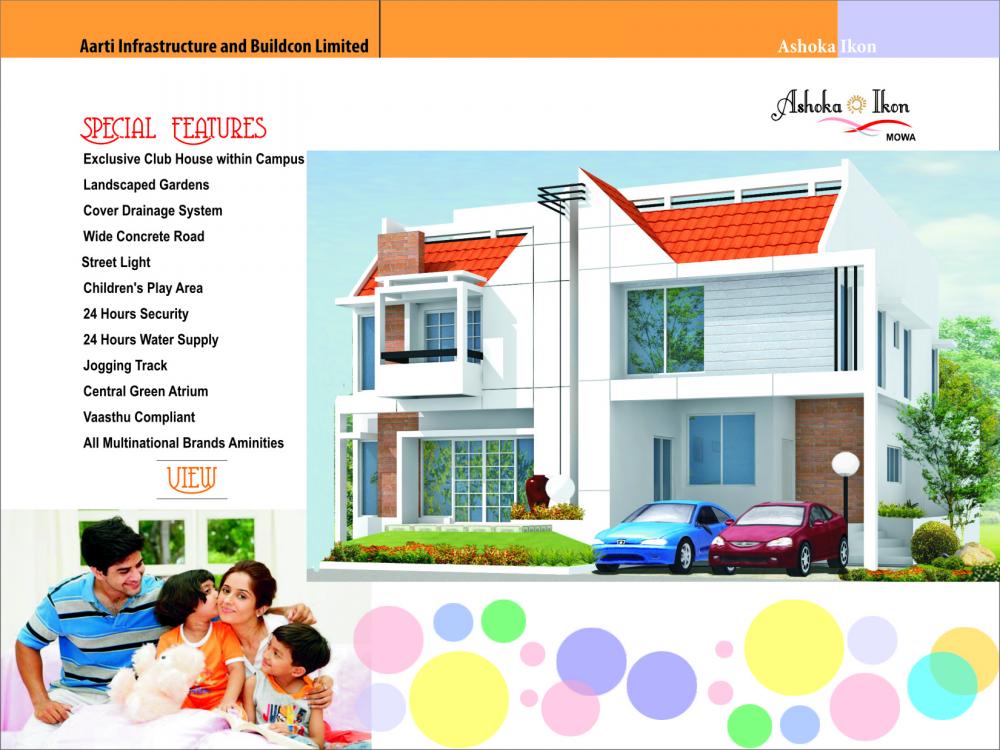 Aarti Infrastructure and Buildcon Limited
Ashoka Ikon
Ashoka Ikon
MOWA
SPECIAL FEATURES
Exclusive Club House within Campus
Landscaped Gardens
Cover Drainage System
Wide Concrete Road
Street Light
Children's Play Area
24 Hours Security
24 Hours Water Supply
Jogging Track
Central Green Atrium
Vaasthu Compliant
All Multinational Brands Aminities
VIEW